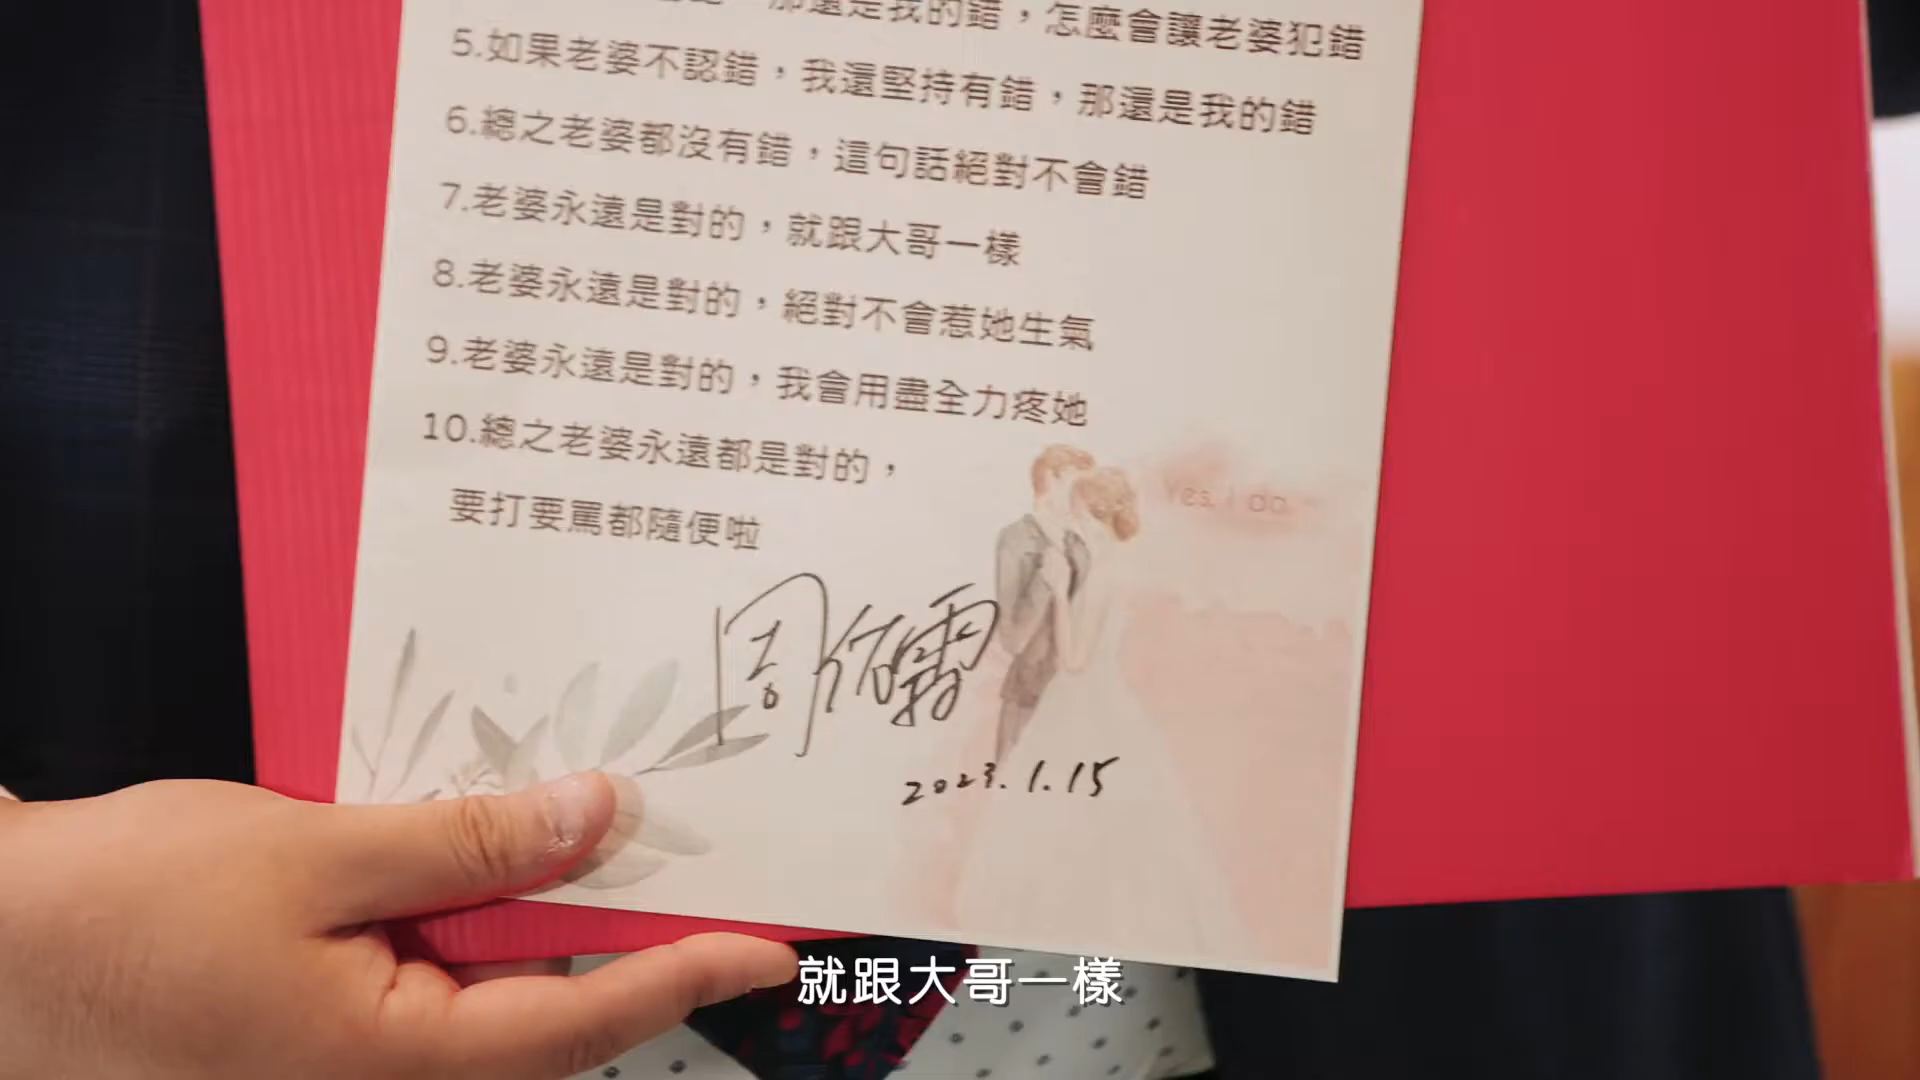 那還是我的錯，怎麼會讓老婆犯錯
5.如果老婆不認錯，我還堅持有錯，那還是我的錯
6.總之老婆都沒有錯，這句話絕對不會錯
7.老婆永遠是對的，就跟大哥一樣
8.老婆永遠是對的，絕對不會惹她生氣
9.老婆永遠是對的，我會用盡全力疼她
10.總之老婆永遠都是對的，
要打要罵都隨便啦
Yes, I do.
周佑
2023.1.15
就跟大哥一樣